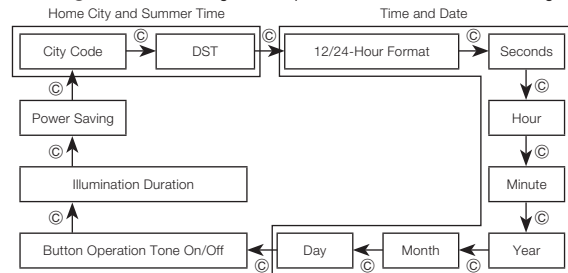 Home City and Summer Time
Time and Date
City Code
Ⓒ
DST
Ⓒ
12/24-Hour Format
Ⓒ
Seconds
Ⓒ
Hour
Ⓒ
Minute
Ⓒ
Year
Ⓒ
Month
Ⓒ
Day
Ⓒ
Button Operation Tone On/Off
Ⓒ
Illumination Duration
Ⓒ
Power Saving
Ⓒ